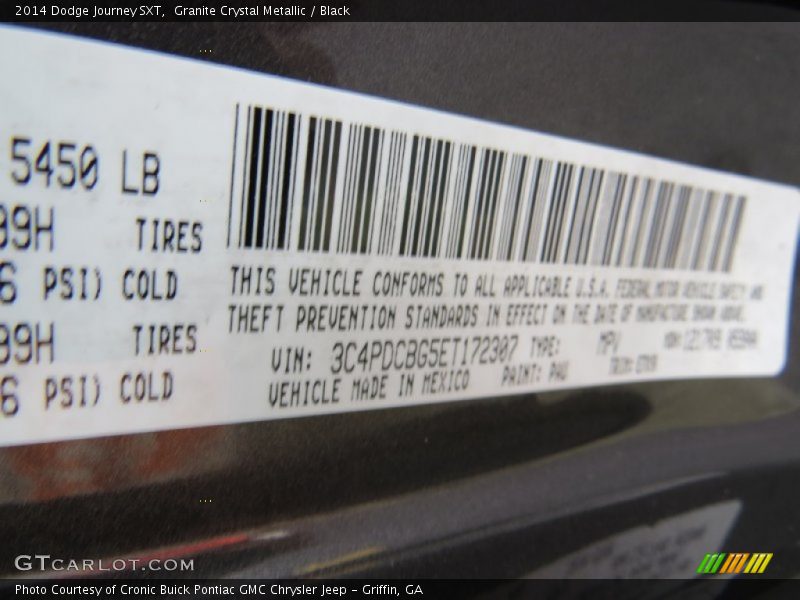 2014 Dodge Journey SXT, Granite Crystal Metallic / Black
5450 LB
99H TIRES
6 PSI) COLD
99H TIRES
6 PSI) COLD
THIS VEHICLE CONFORMS TO ALL APPLICABLE U.S.A. FEDERAL MOTOR VEHICLE SAFETY AND
THEFT PREVENTION STANDARDS IN EFFECT ON THE DATE OF MANUFACTURE SHOWN ABOVE.
VIN: 3C4PDCBG5ET172307 TYPE: MPV
VEHICLE MADE IN MEXICO PAINT: PAU TRIM:
GTCARLOT.COM
Photo Courtesy of Cronic Buick Pontiac GMC Chrysler Jeep - Griffin, GA